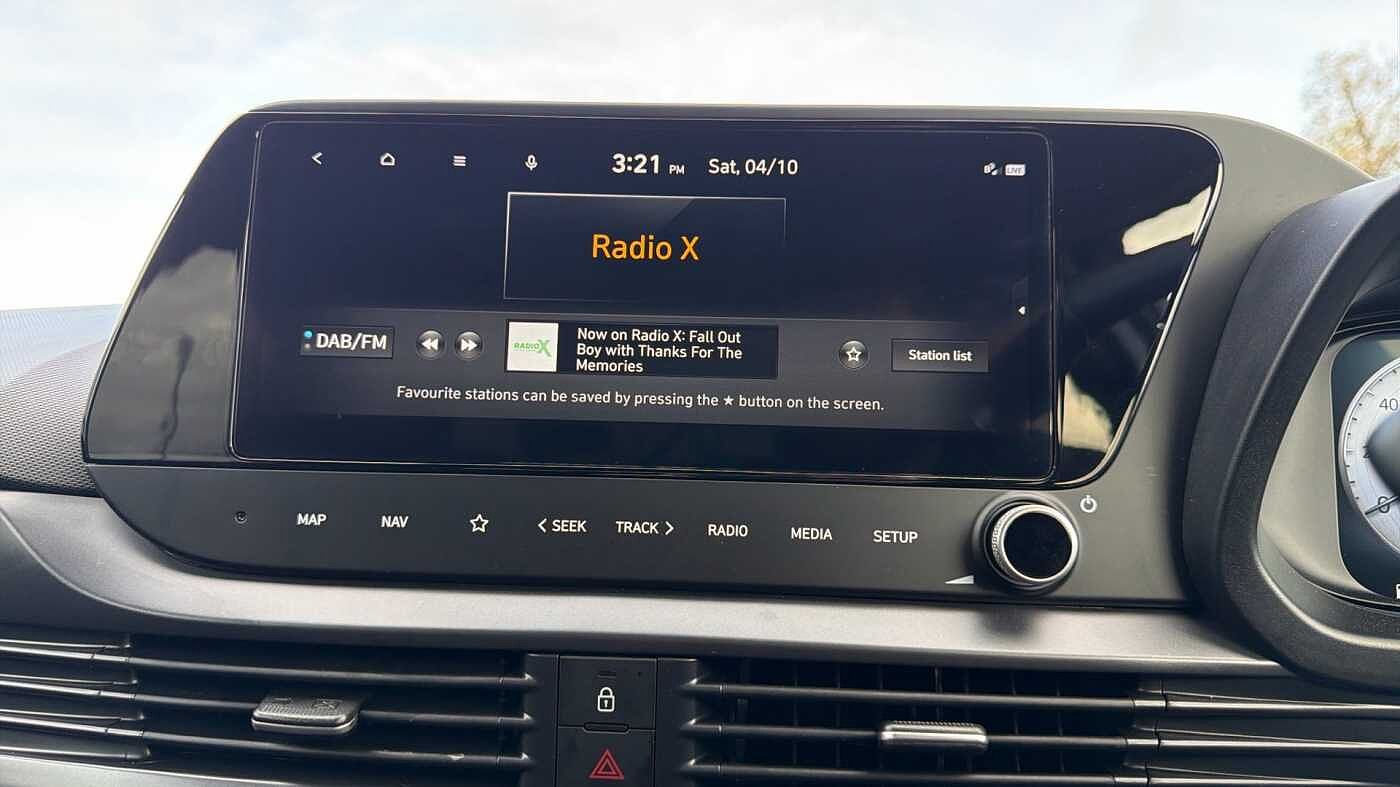 3:21 PM Sat, 04/10
LIVE
Radio X
DAB/FM
RADIO X
Now on Radio X: Fall Out
Boy with Thanks For The
Memories
Station list
Favourite stations can be saved by pressing the ★ button on the screen.
MAP NAV SEEK TRACK RADIO MEDIA SETUP
40
0